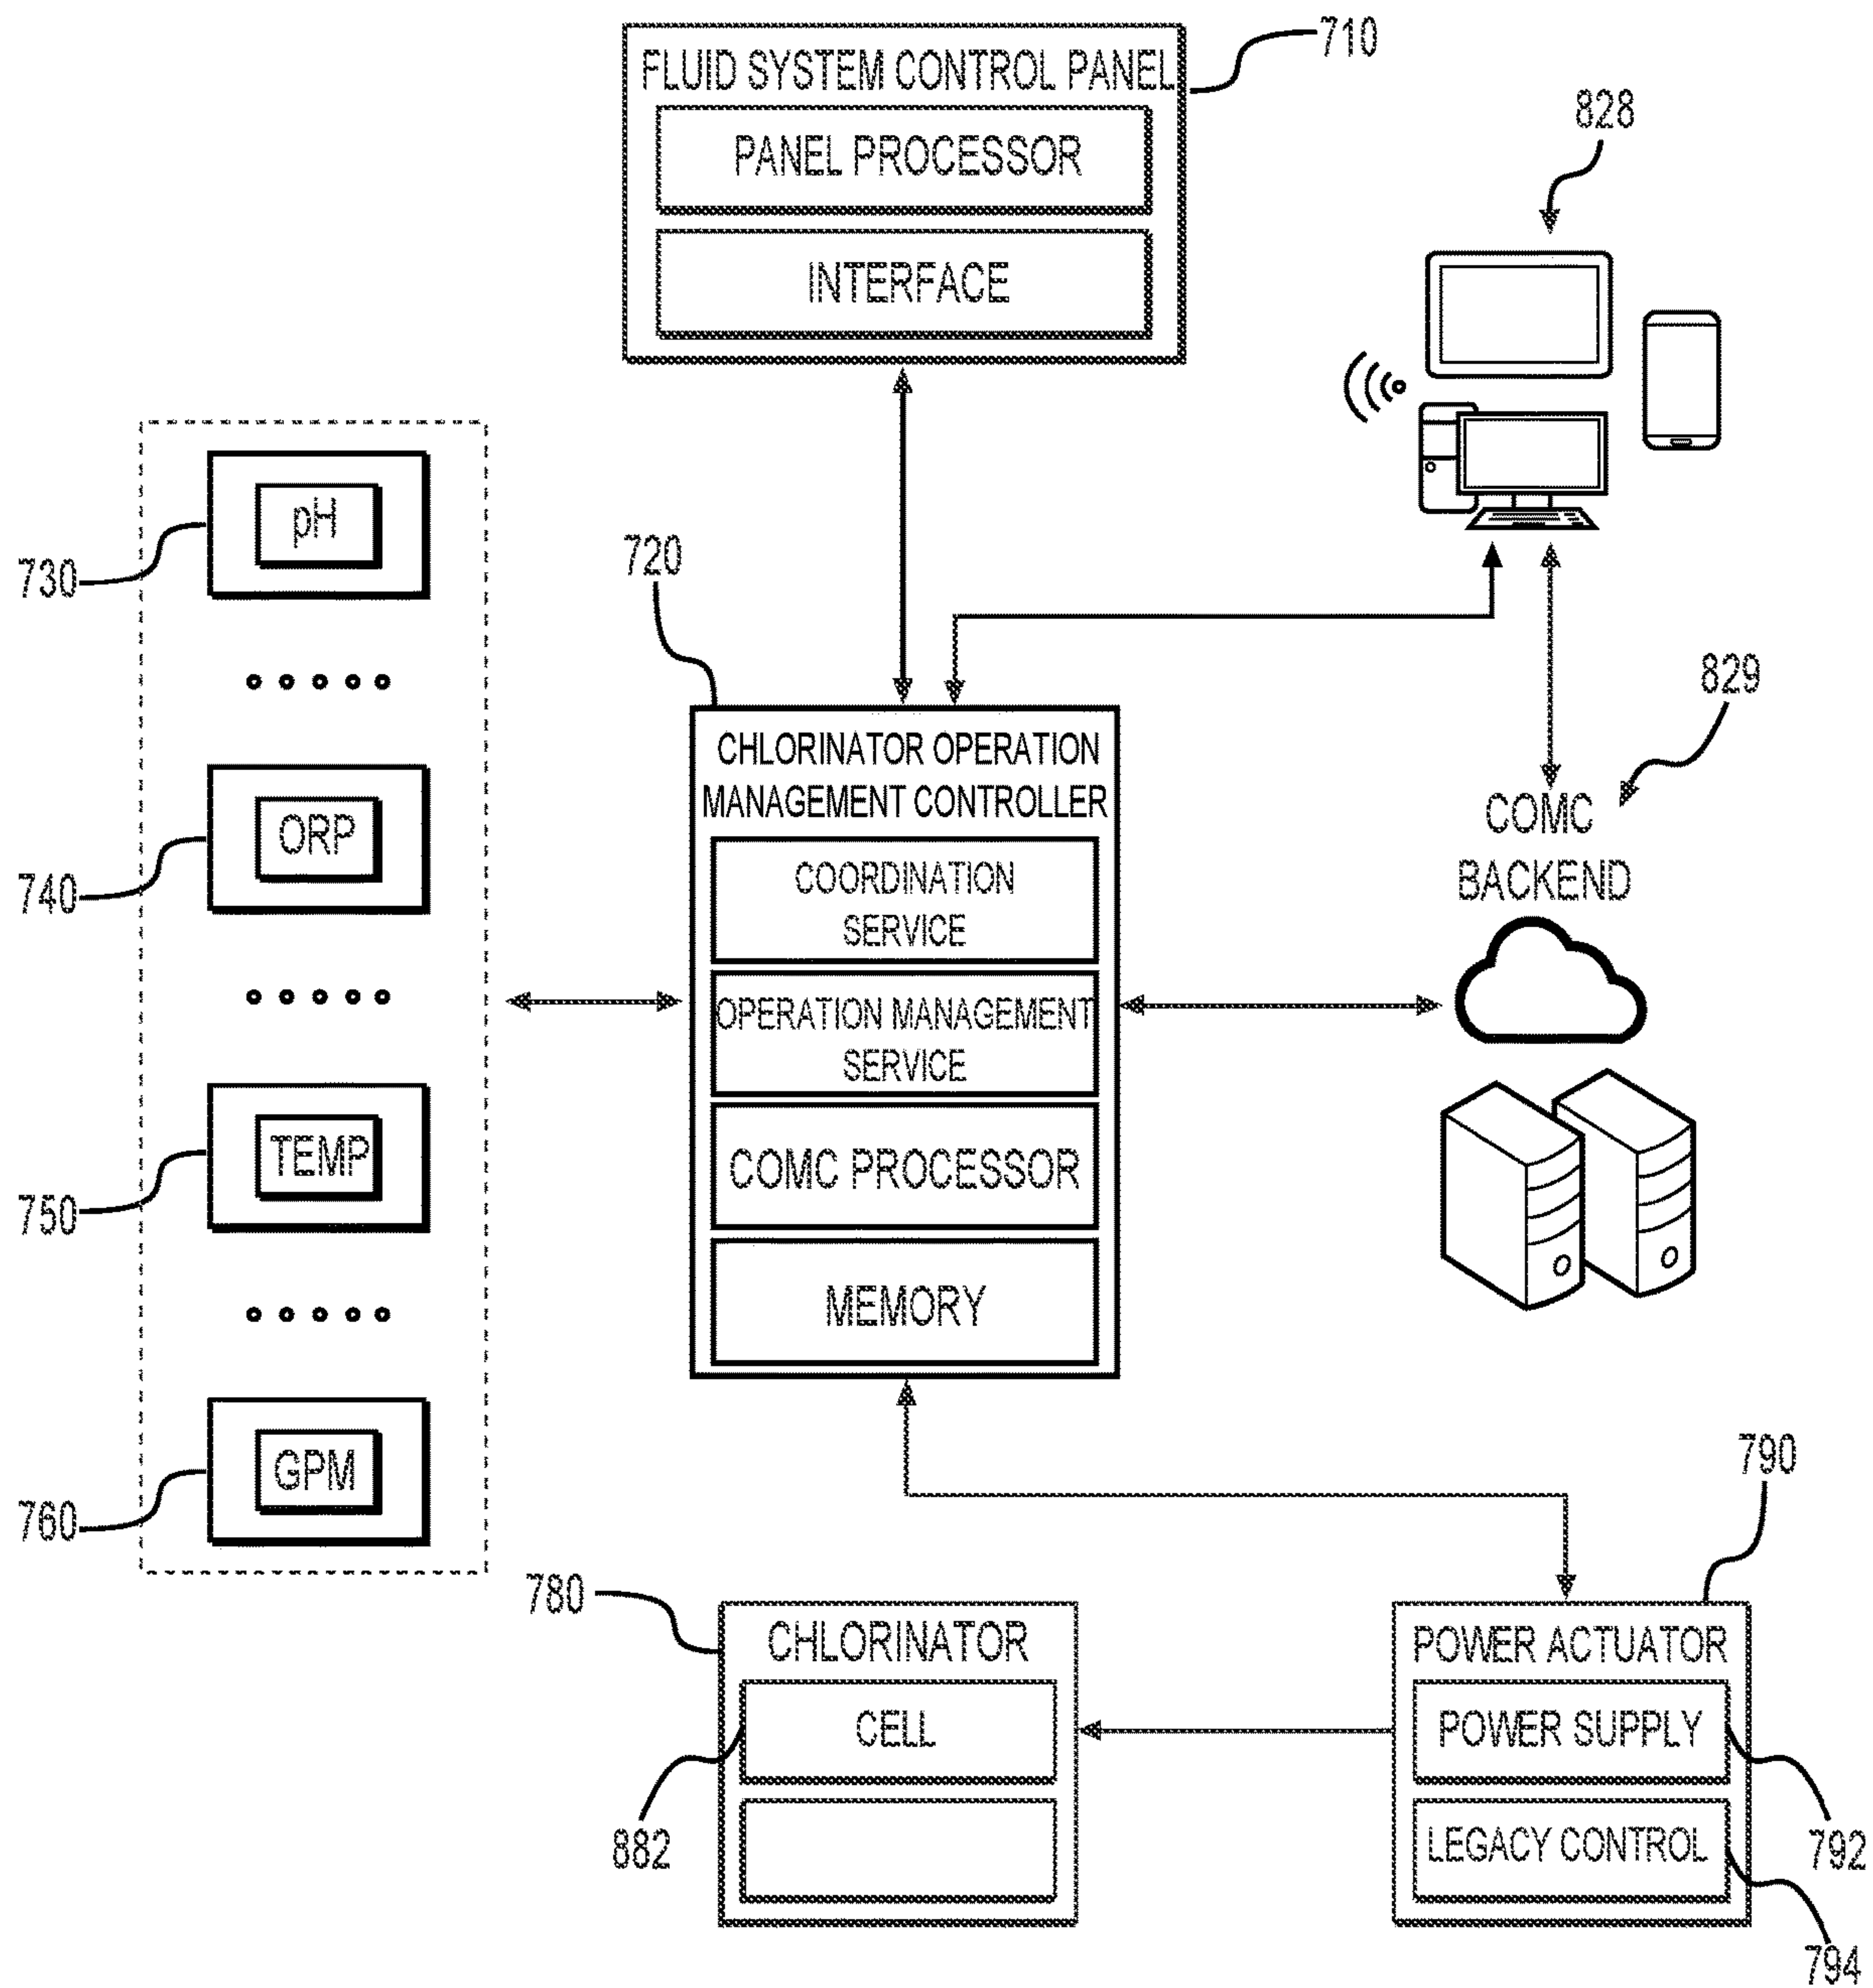 710
FLUID SYSTEM CONTROL PANEL
PANEL PROCESSOR
INTERFACE
828
730
pH
740
ORP
750
TEMP
760
GPM
720
CHLORINATOR OPERATION
MANAGEMENT CONTROLLER
COORDINATION
SERVICE
OPERATION MANAGEMENT
SERVICE
COMC PROCESSOR
MEMORY
829
COMC
BACKEND
780
CHLORINATOR
CELL
882
790
POWER ACTUATOR
POWER SUPPLY
LEGACY CONTROL
792
794